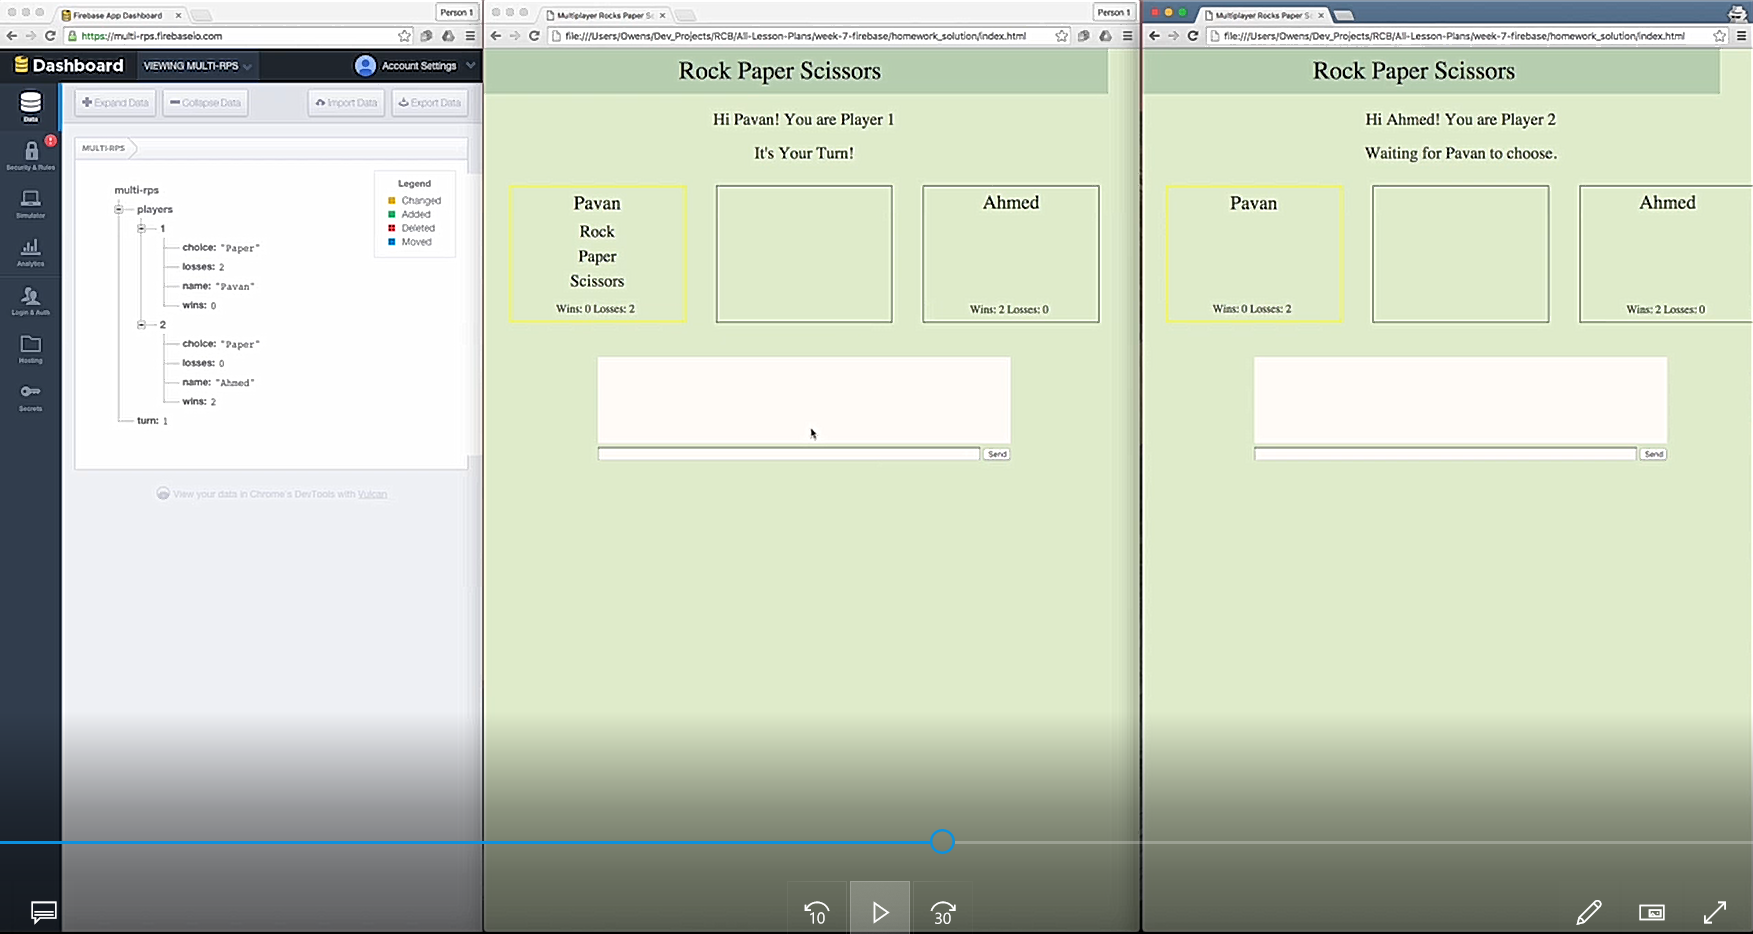 Firebase App Dashboard
Person 1
https://multi-rps.firebaseio.com
Dashboard
VIEWING MULTI-RPS
Account Settings
Data
Security & Rules
Simulator
Analytics
Login & Auth
Hosting
Secrets
Expand Data
Collapse Data
Import Data
Export Data
MULTI-RPS
Legend
Changed
Added
Deleted
Moved
multi-rps
players
1
choice: "Paper"
losses: 2
name: "Pavan"
wins: 0
2
choice: "Paper"
losses: 0
name: "Ahmed"
wins: 2
turn: 1
View your data in Chrome's DevTools with Vulcan
Multiplayer Rocks Paper Sc
Person 1
file:///Users/Owens/Dev_Projects/RCB/All-Lesson-Plans/week-7-firebase/homework_solution/index.html
Rock Paper Scissors
Hi Pavan! You are Player 1
It's Your Turn!
Pavan
Rock
Paper
Scissors
Wins: 0 Losses: 2
Ahmed
Wins: 2 Losses: 0
Send
Multiplayer Rocks Paper S
file:///Users/Owens/Dev_Projects/RCB/All-Lesson-Plans/week-7-firebase/homework_solution/index.html
Rock Paper Scissors
Hi Ahmed! You are Player 2
Waiting for Pavan to choose.
Pavan
Wins: 0 Losses: 2
Ahmed
Wins: 2 Losses: 0
Send
10
30